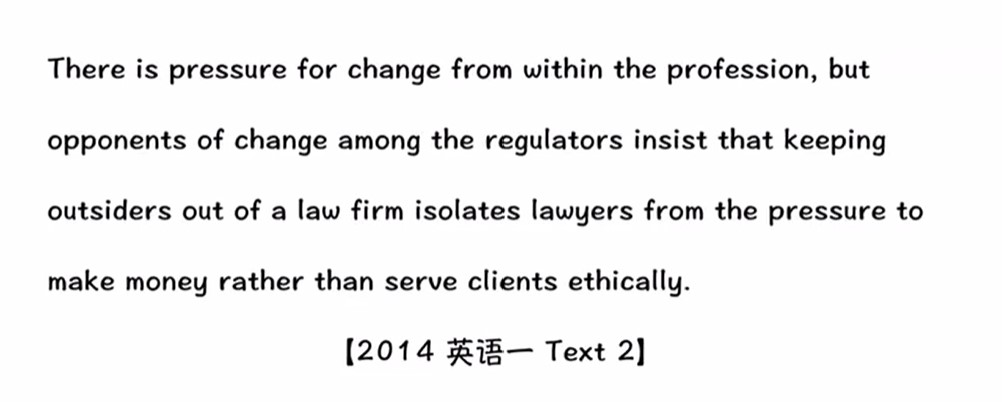 There is pressure for change from within the profession, but
opponents of change among the regulators insist that keeping
outsiders out of a law firm isolates lawyers from the pressure to
make money rather than serve clients ethically.
【2014 英语一 Text 2】